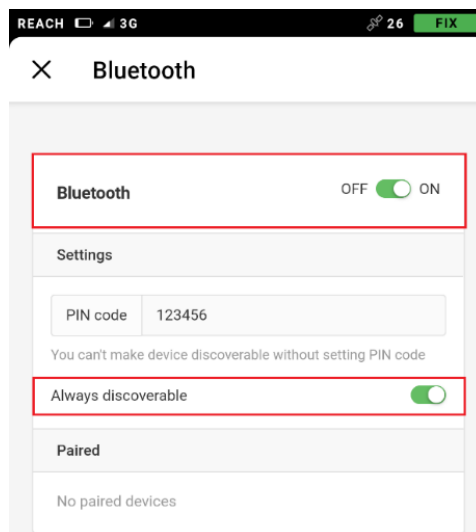 REACH 3G 26 FIX
Bluetooth
Bluetooth OFF ON
Settings
PIN code 123456
You can't make device discoverable without setting PIN code
Always discoverable
Paired
No paired devices